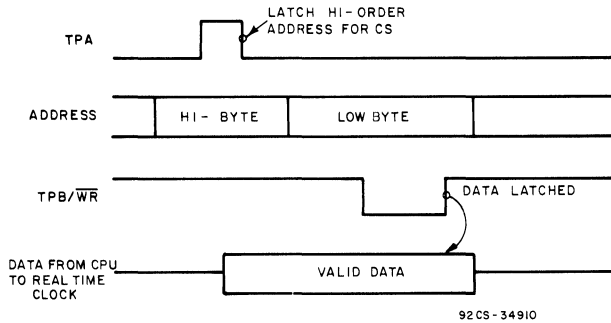 LATCH HI-ORDER
ADDRESS FOR CS
TPA
ADDRESS
HI- BYTE
LOW BYTE
TPB/W̅R̅
DATA LATCHED
DATA FROM CPU
TO REAL TIME
CLOCK
VALID DATA
92CS-34910